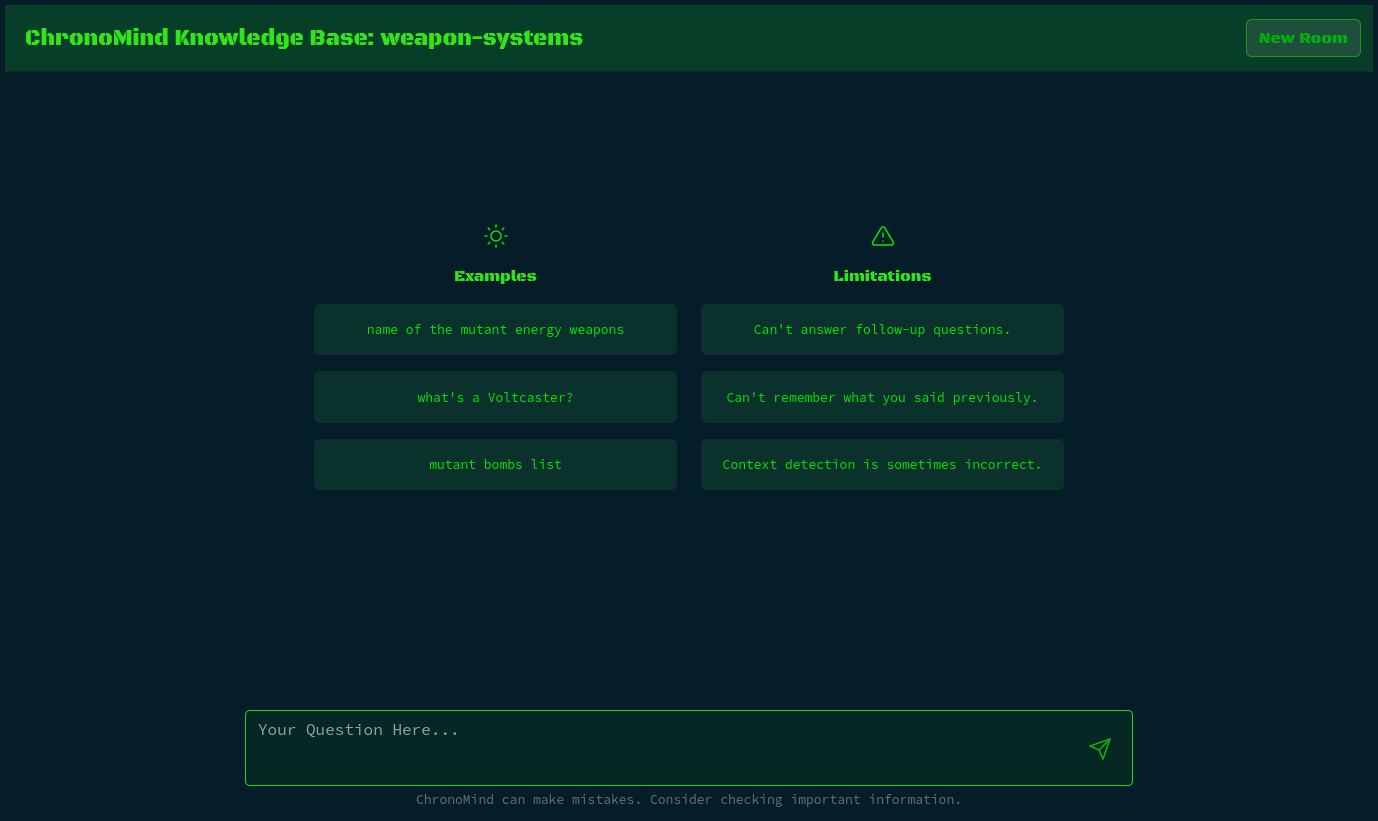 ChronoMind Knowledge Base: weapon-systems
New Room
Examples
name of the mutant energy weapons
what's a Voltcaster?
mutant bombs list
Limitations
Can't answer follow-up questions.
Can't remember what you said previously.
Context detection is sometimes incorrect.
Your Question Here...
ChronoMind can make mistakes. Consider checking important information.